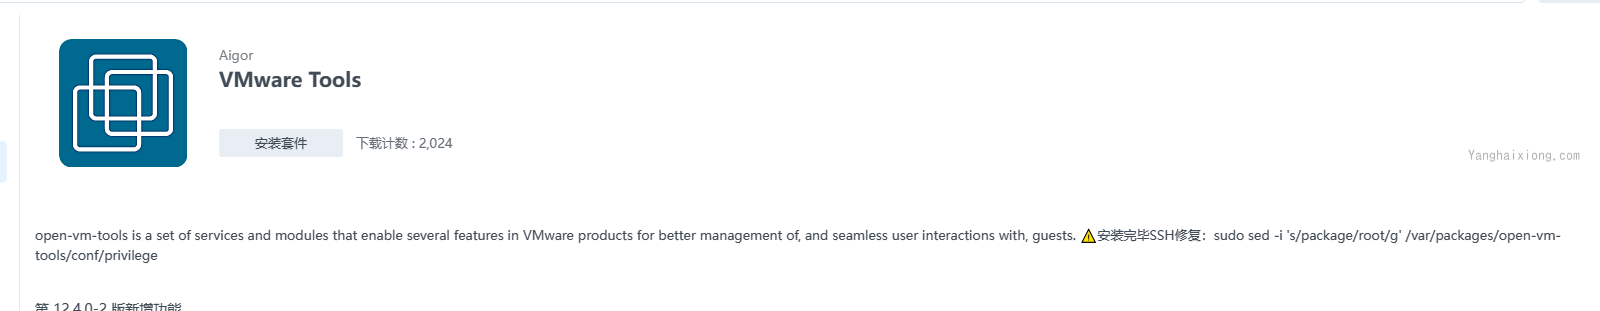 Aigor
VMware Tools
安装套件
下载计数 : 2,024
Yanghaixiong.com
open-vm-tools is a set of services and modules that enable several features in VMware products for better management of, and seamless user interactions with, guests. ⚠安装完毕SSH修复：sudo sed -i 's/package/root/g' /var/packages/open-vm-
tools/conf/privilege
第 12.4.0-2 版新增功能